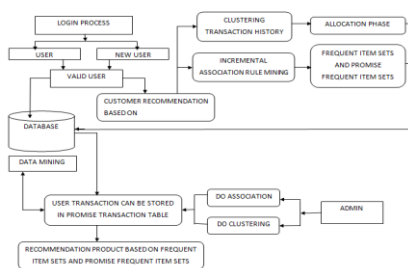 LOGIN PROCESS
USER
NEW USER
VALID USER
CUSTOMER RECOMMENDATION
BASED ON
CLUSTERING
TRANSACTION HISTORY
ALLOCATION PHASE
INCREMENTAL
ASSOCIATION RULE MINING
FREQUENT ITEM SETS
AND PROMISE
FREQUENT ITEM SETS
DATABASE
DATA MINING
USER TRANSACTION CAN BE STORED
IN PROMISE TRANSACTION TABLE
DO ASSOCIATION
DO CLUSTERING
ADMIN
RECOMMENDATION PRODUCT BASED ON FREQUENT
ITEM SETS AND PROMISE FREQUENT ITEM SETS